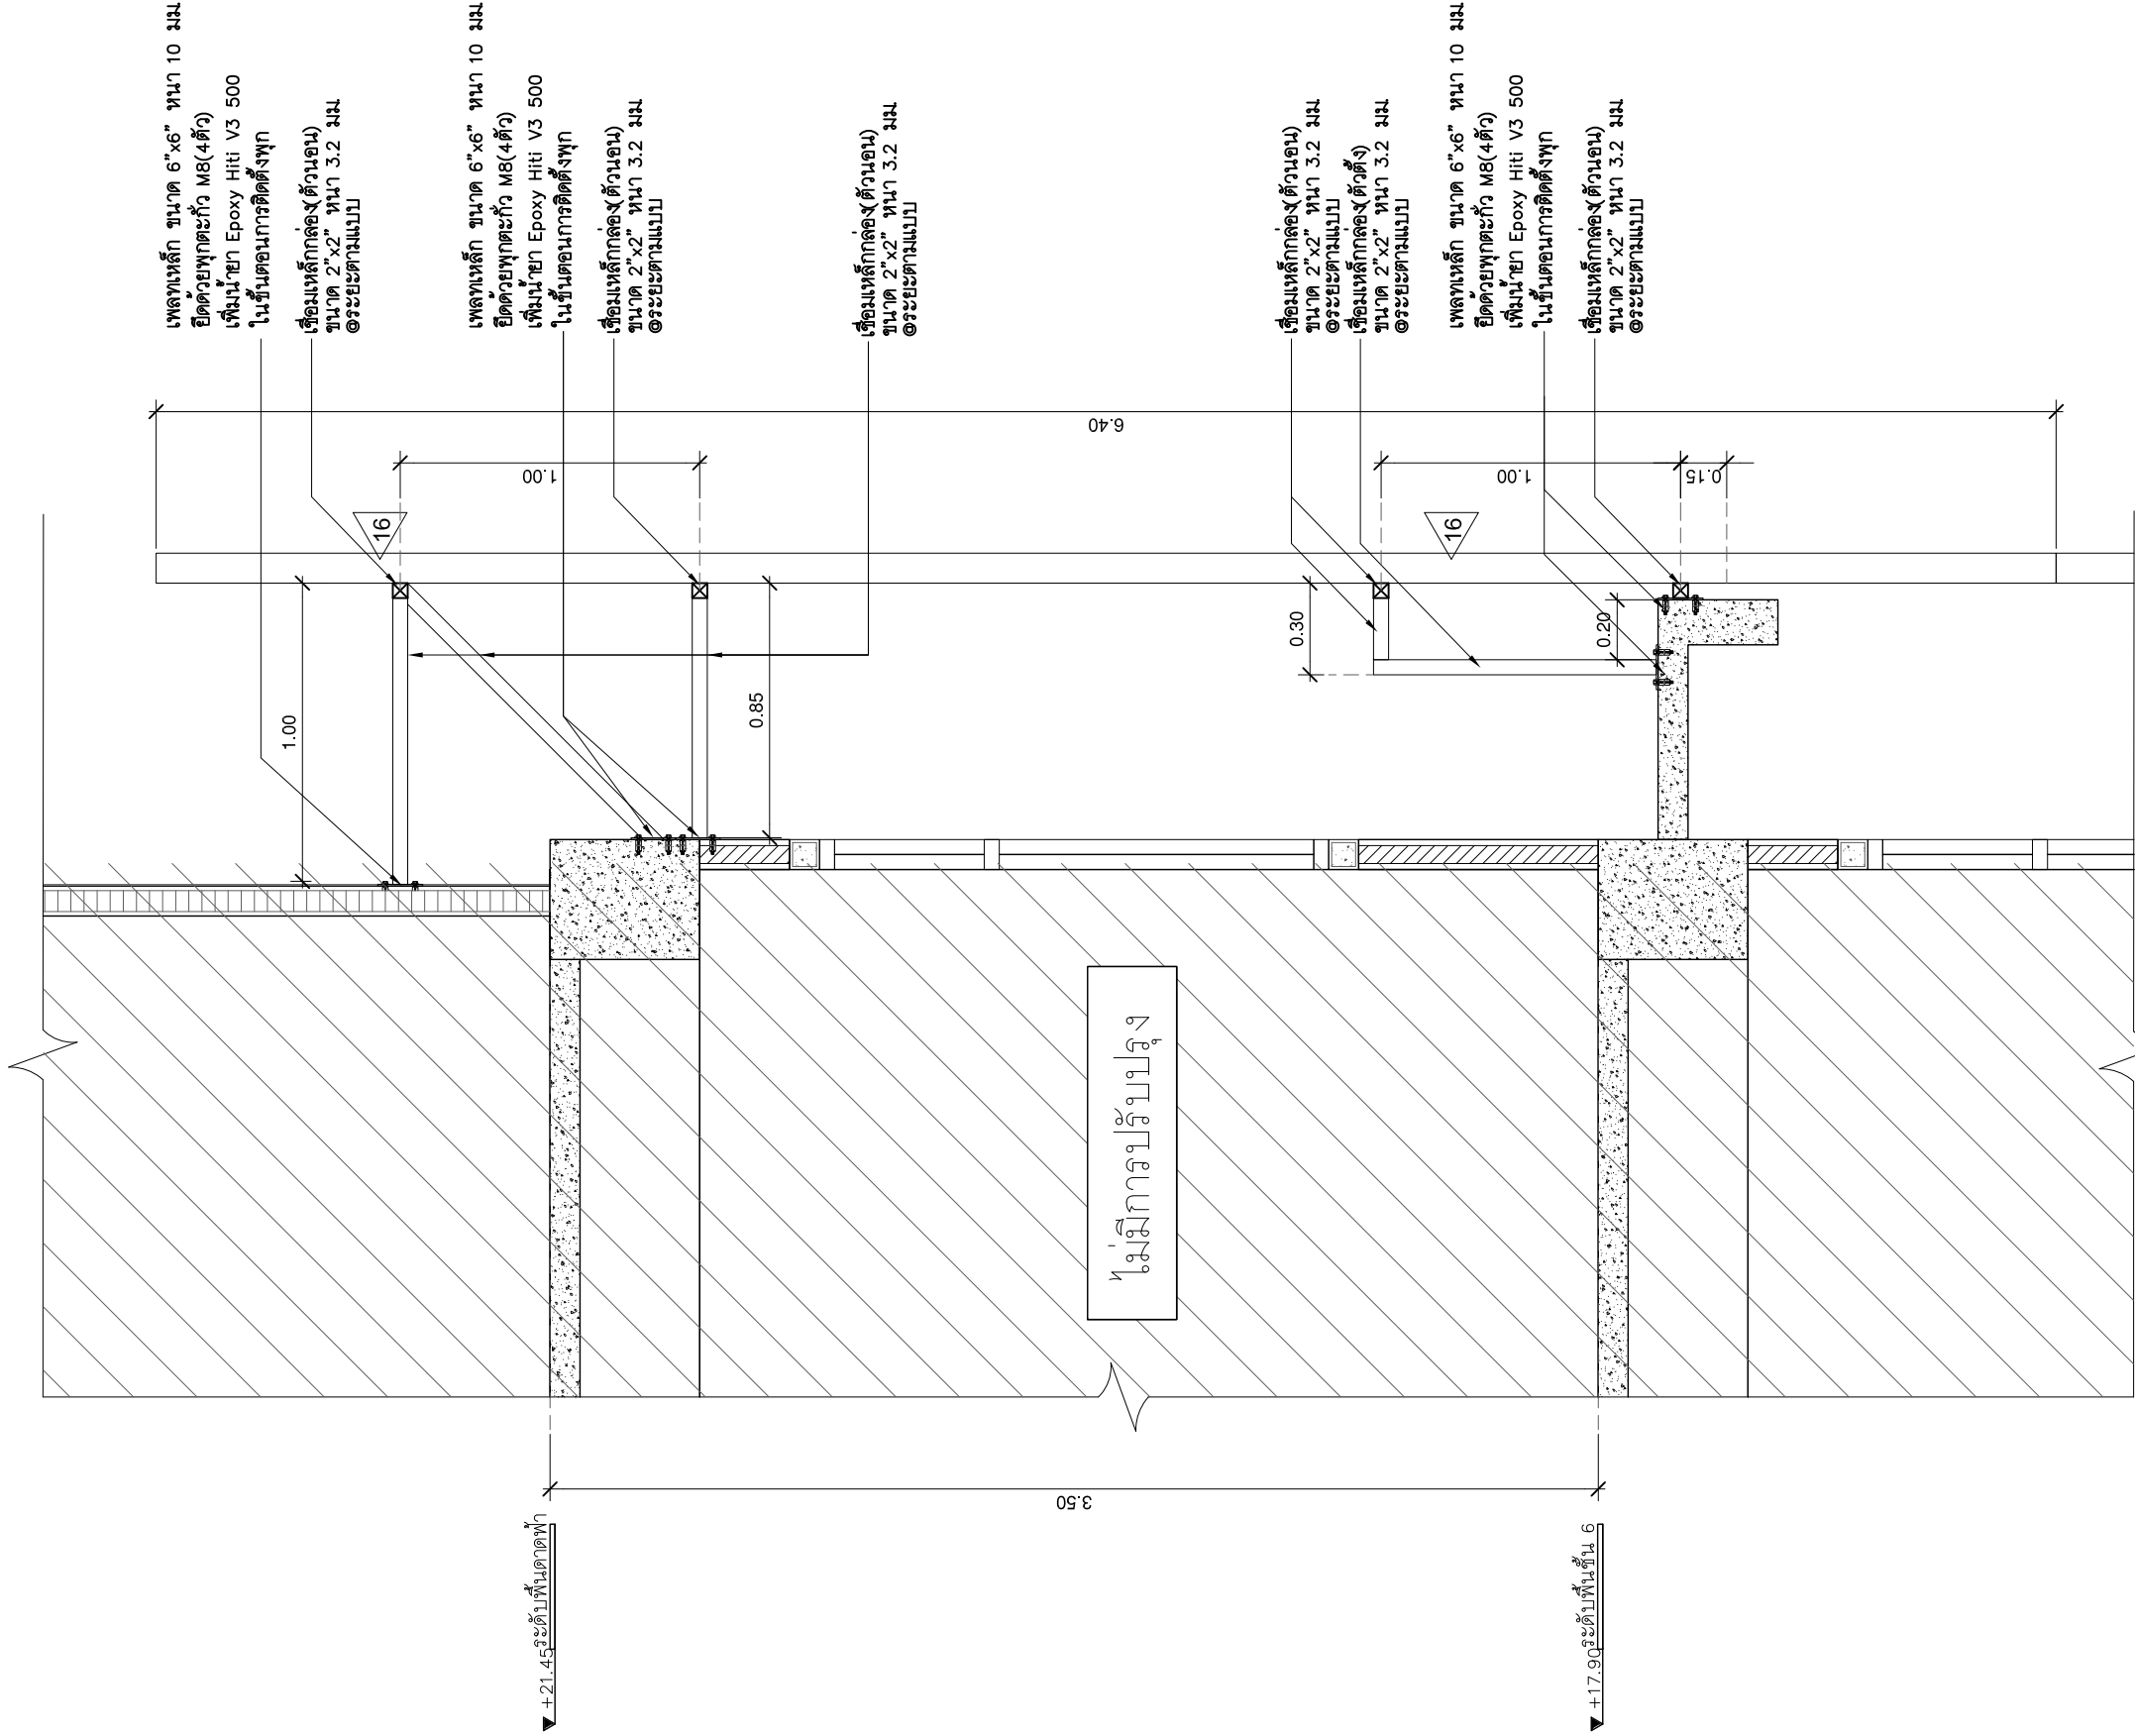 เพลทเหล็ก ขนาด 6"x6" หนา 10 มม.
ยึดด้วยพุกตะกั่ว M8(4ตัว)
เพิ่มน้ำยา Epoxy Hiti V3 500
ในขั้นตอนการติดตั้งพุก
เชื่อมเหล็กกล่อง(ตัวนอน)
ขนาด 2"x2" หนา 3.2 มม.
@ระยะตามแบบ
เพลทเหล็ก ขนาด 6"x6" หนา 10 มม.
ยึดด้วยพุกตะกั่ว M8(4ตัว)
เพิ่มน้ำยา Epoxy Hiti V3 500
ในขั้นตอนการติดตั้งพุก
เชื่อมเหล็กกล่อง(ตัวนอน)
ขนาด 2"x2" หนา 3.2 มม.
@ระยะตามแบบ
เชื่อมเหล็กกล่อง(ตัวนอน)
ขนาด 2"x2" หนา 3.2 มม.
@ระยะตามแบบ
เชื่อมเหล็กกล่อง(ตัวนอน)
ขนาด 2"x2" หนา 3.2 มม.
@ระยะตามแบบ
เชื่อมเหล็กกล่อง(ตัวตั้ง)
ขนาด 2"x2" หนา 3.2 มม.
@ระยะตามแบบ
เพลทเหล็ก ขนาด 6"x6" หนา 10 มม.
ยึดด้วยพุกตะกั่ว M8(4ตัว)
เพิ่มน้ำยา Epoxy Hiti V3 500
ในขั้นตอนการติดตั้งพุก
เชื่อมเหล็กกล่อง(ตัวนอน)
ขนาด 2"x2" หนา 3.2 มม.
@ระยะตามแบบ
6.40
1.00
1.00
0.15
16
16
1.00
0.85
0.30
0.20
ไม่มีการปรับปรุง
3.50
+21.45 ระดับพื้นดาดฟ้า
+17.90 ระดับพื้นชั้น 6